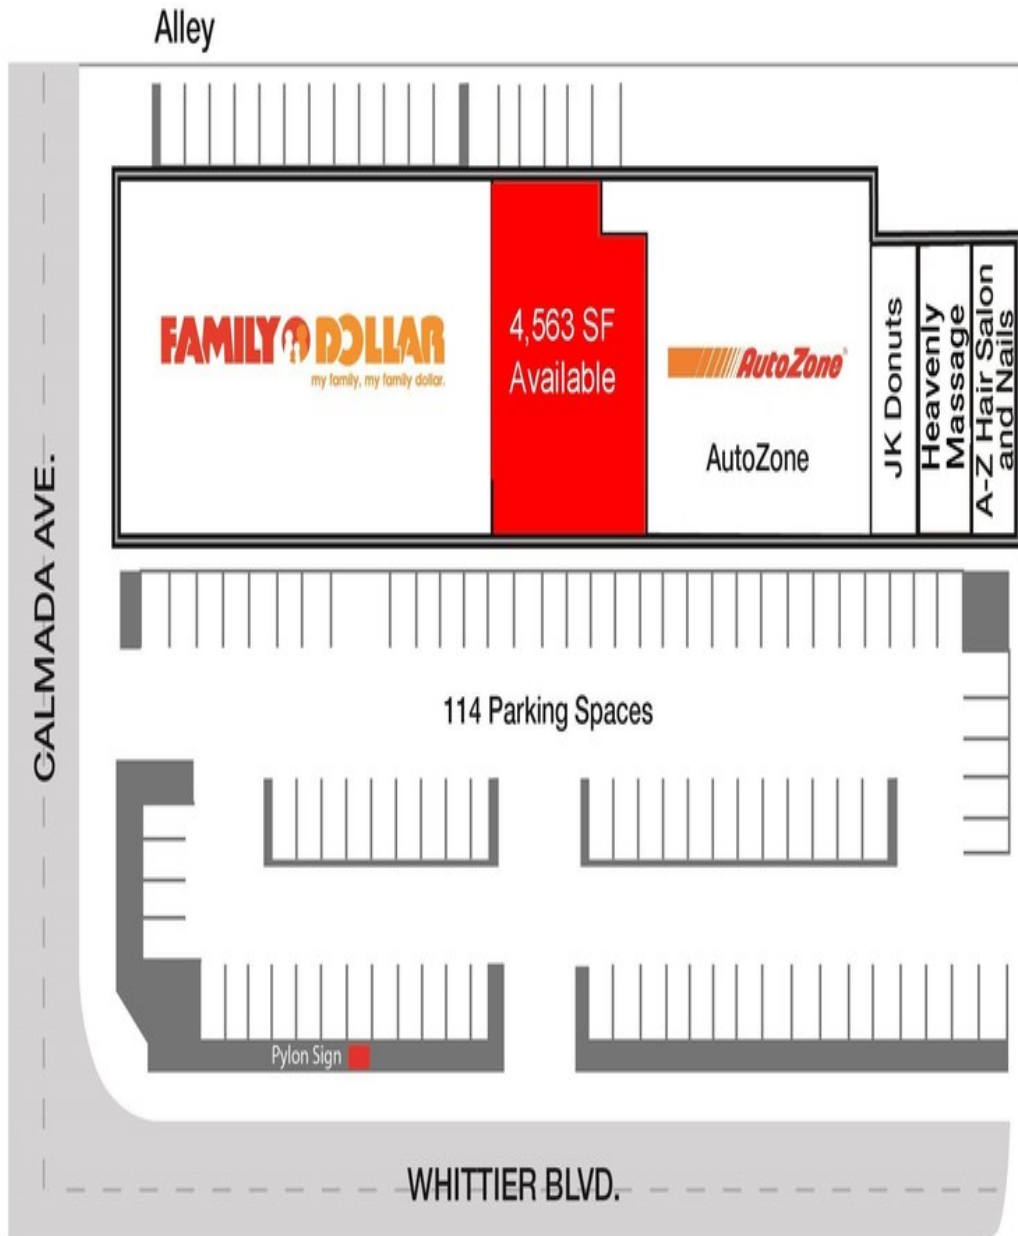 Alley
FAMILY DOLLAR
my family, my family dollar.
4,563 SF
Available
AutoZone
AutoZone
JK Donuts
Heavenly
Massage
A-Z Hair Salon
and Nails
CALMADA AVE.
114 Parking Spaces
Pylon Sign
WHITTIER BLVD.